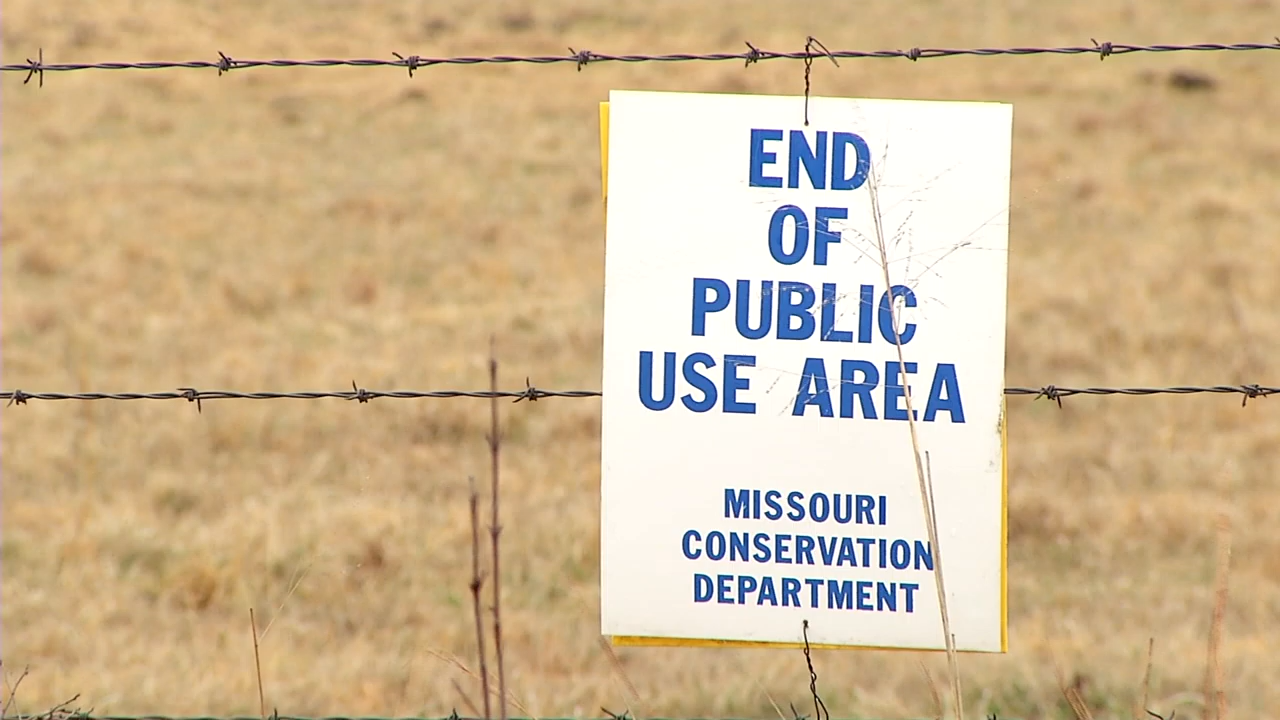 END
OF
PUBLIC
USE AREA
MISSOURI
CONSERVATION
DEPARTMENT